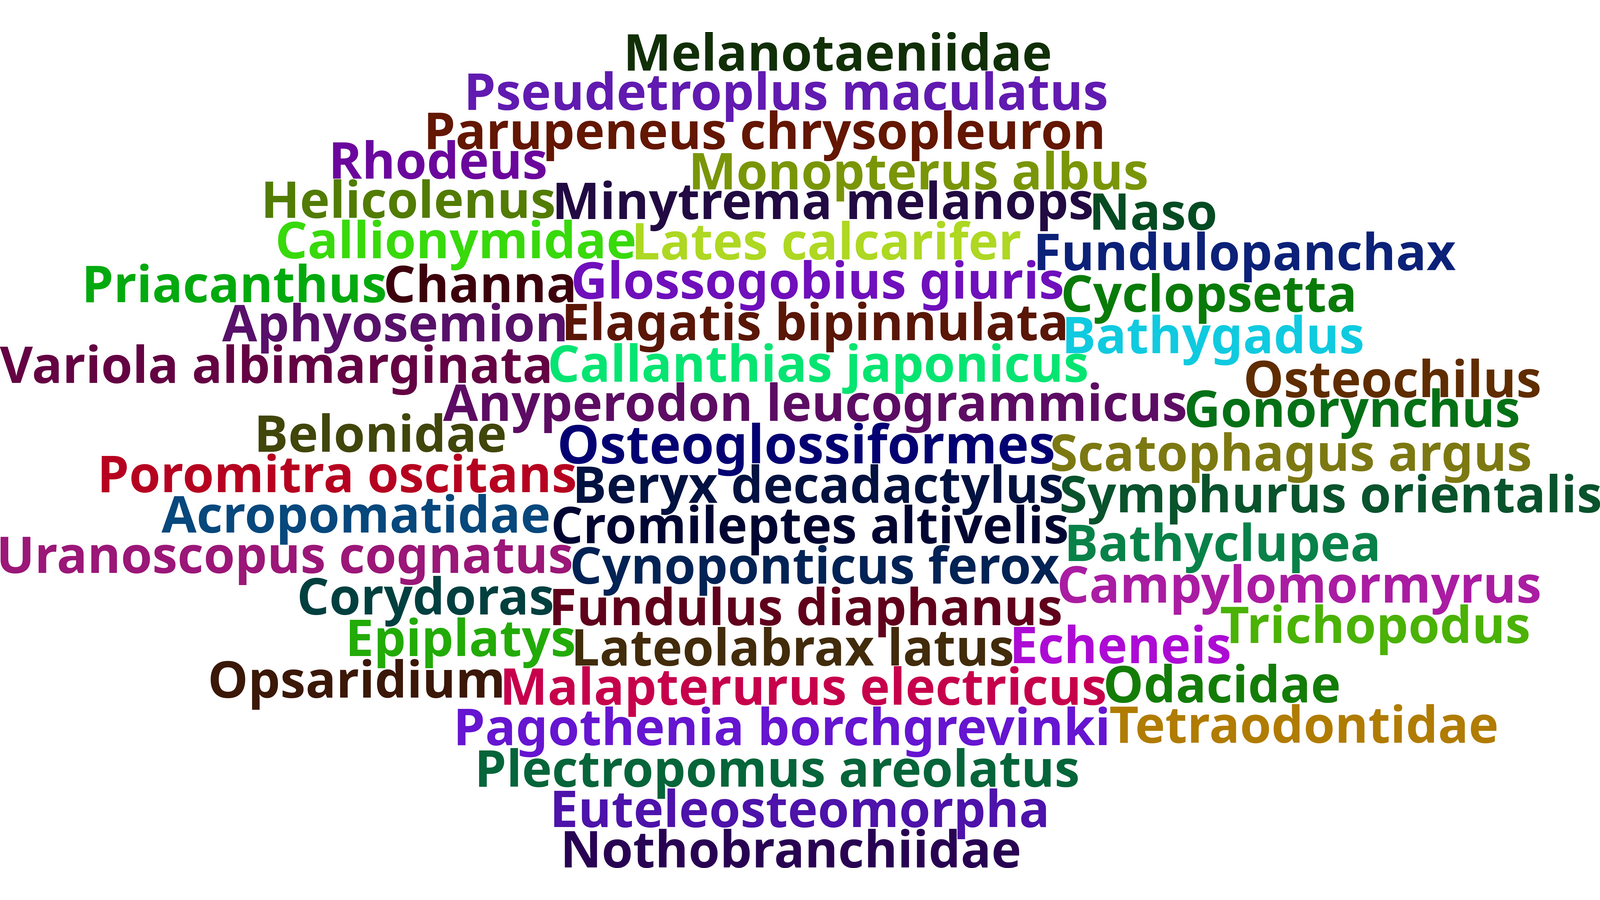 Melanotaeniidae
Pseudetroplus maculatus
Parupeneus chrysopleuron
Rhodeus
Monopterus albus
Helicolenus
Minytrema melanops
Naso
Callionymidae
Lates calcarifer
Fundulopanchax
Priacanthus
Channa
Glossogobius giuris
Cyclopsetta
Aphyosemion
Elagatis bipinnulata
Bathygadus
Variola albimarginata
Callanthias japonicus
Osteochilus
Anyperodon leucogrammicus
Gonorynchus
Belonidae
Osteoglossiformes
Scatophagus argus
Poromitra oscitans
Beryx decadactylus
Symphurus orientalis
Acropomatidae
Cromileptes altivelis
Bathyclupea
Uranoscopus cognatus
Cynoponticus ferox
Campylomormyrus
Corydoras
Fundulus diaphanus
Trichopodus
Epiplatys
Lateolabrax latus
Echeneis
Opsaridium
Malapterurus electricus
Odacidae
Pagothenia borchgrevinki
Tetraodontidae
Plectropomus areolatus
Euteleosteomorpha
Nothobranchiidae